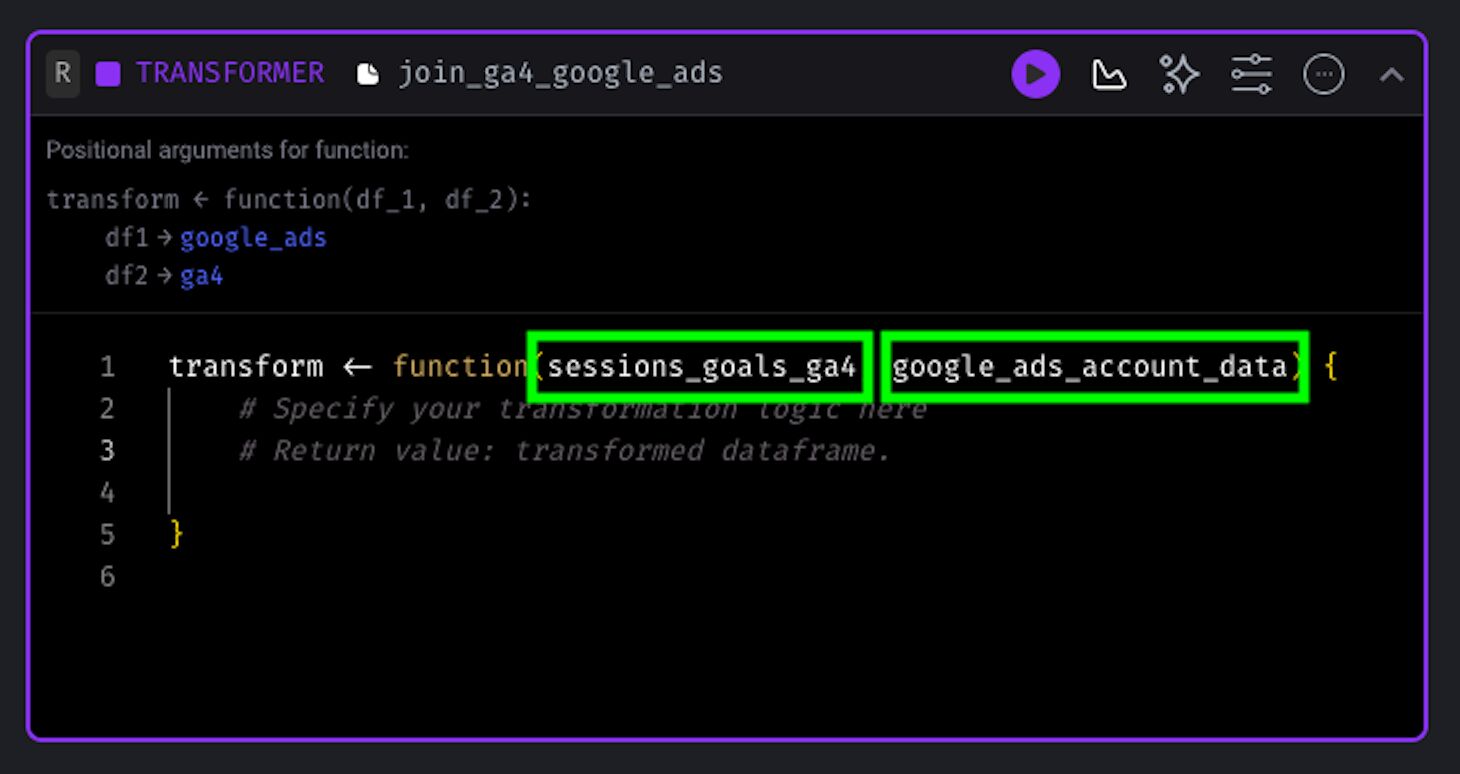 R TRANSFORMER join_ga4_google_ads
Positional arguments for function:
transform ← function(df_1, df_2):
df1 → google_ads
df2 → ga4
1 transform ← function(sessions_goals_ga4 google_ads_account_data) {
2 # Specify your transformation logic here
3 # Return value: transformed dataframe.
4
5 }
6